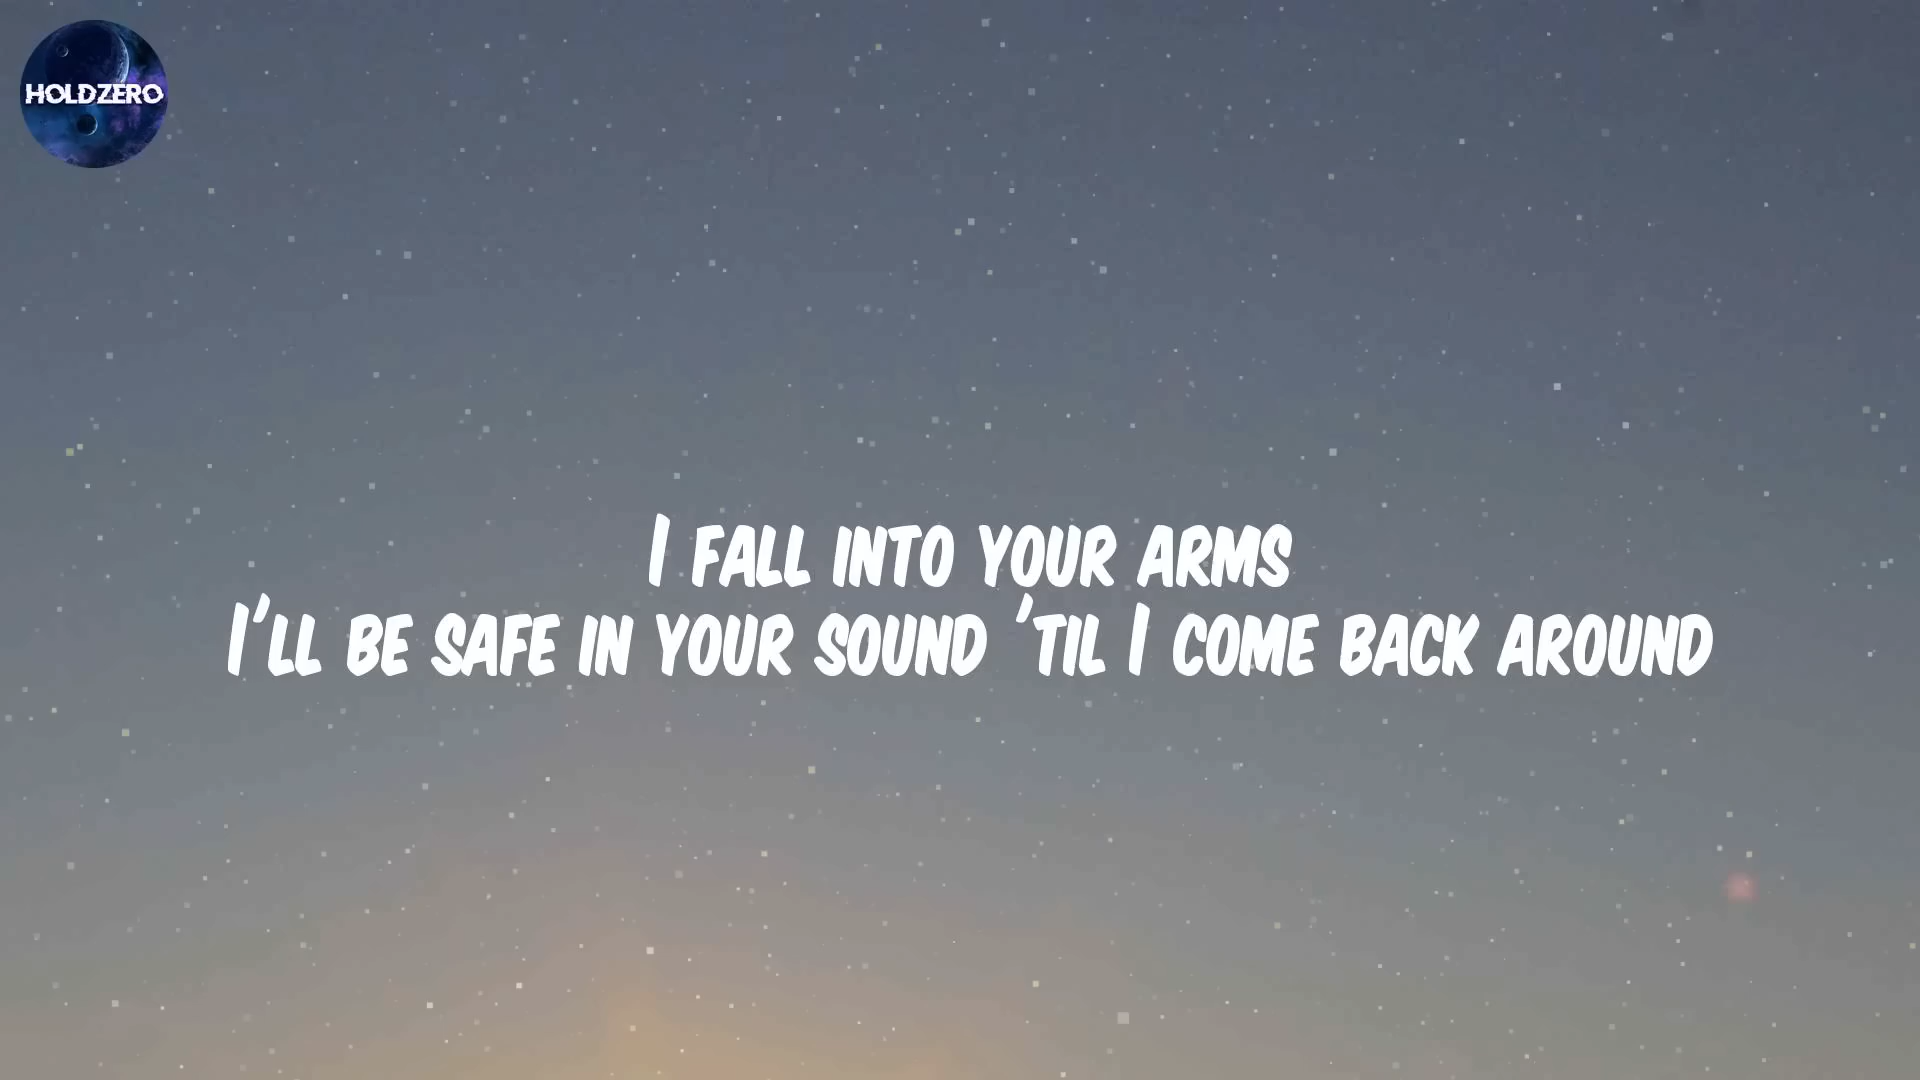 HOLDZERO
I FALL INTO YOUR ARMS
I'LL BE SAFE IN YOUR SOUND 'TIL I COME BACK AROUND